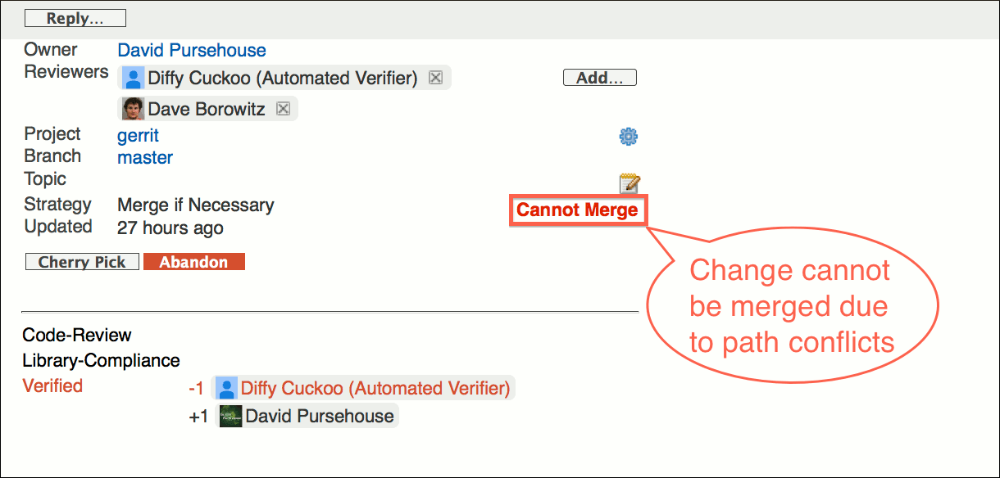 Reply...
Owner David Pursehouse
Reviewers Diffy Cuckoo (Automated Verifier) Add...
Dave Borowitz
Project gerrit
Branch master
Topic
Strategy Merge if Necessary
Cannot Merge
Updated 27 hours ago
Cherry Pick Abandon
Change cannot
be merged due
to path conflicts
Code-Review
Library-Compliance
Verified -1 Diffy Cuckoo (Automated Verifier)
+1 David Pursehouse